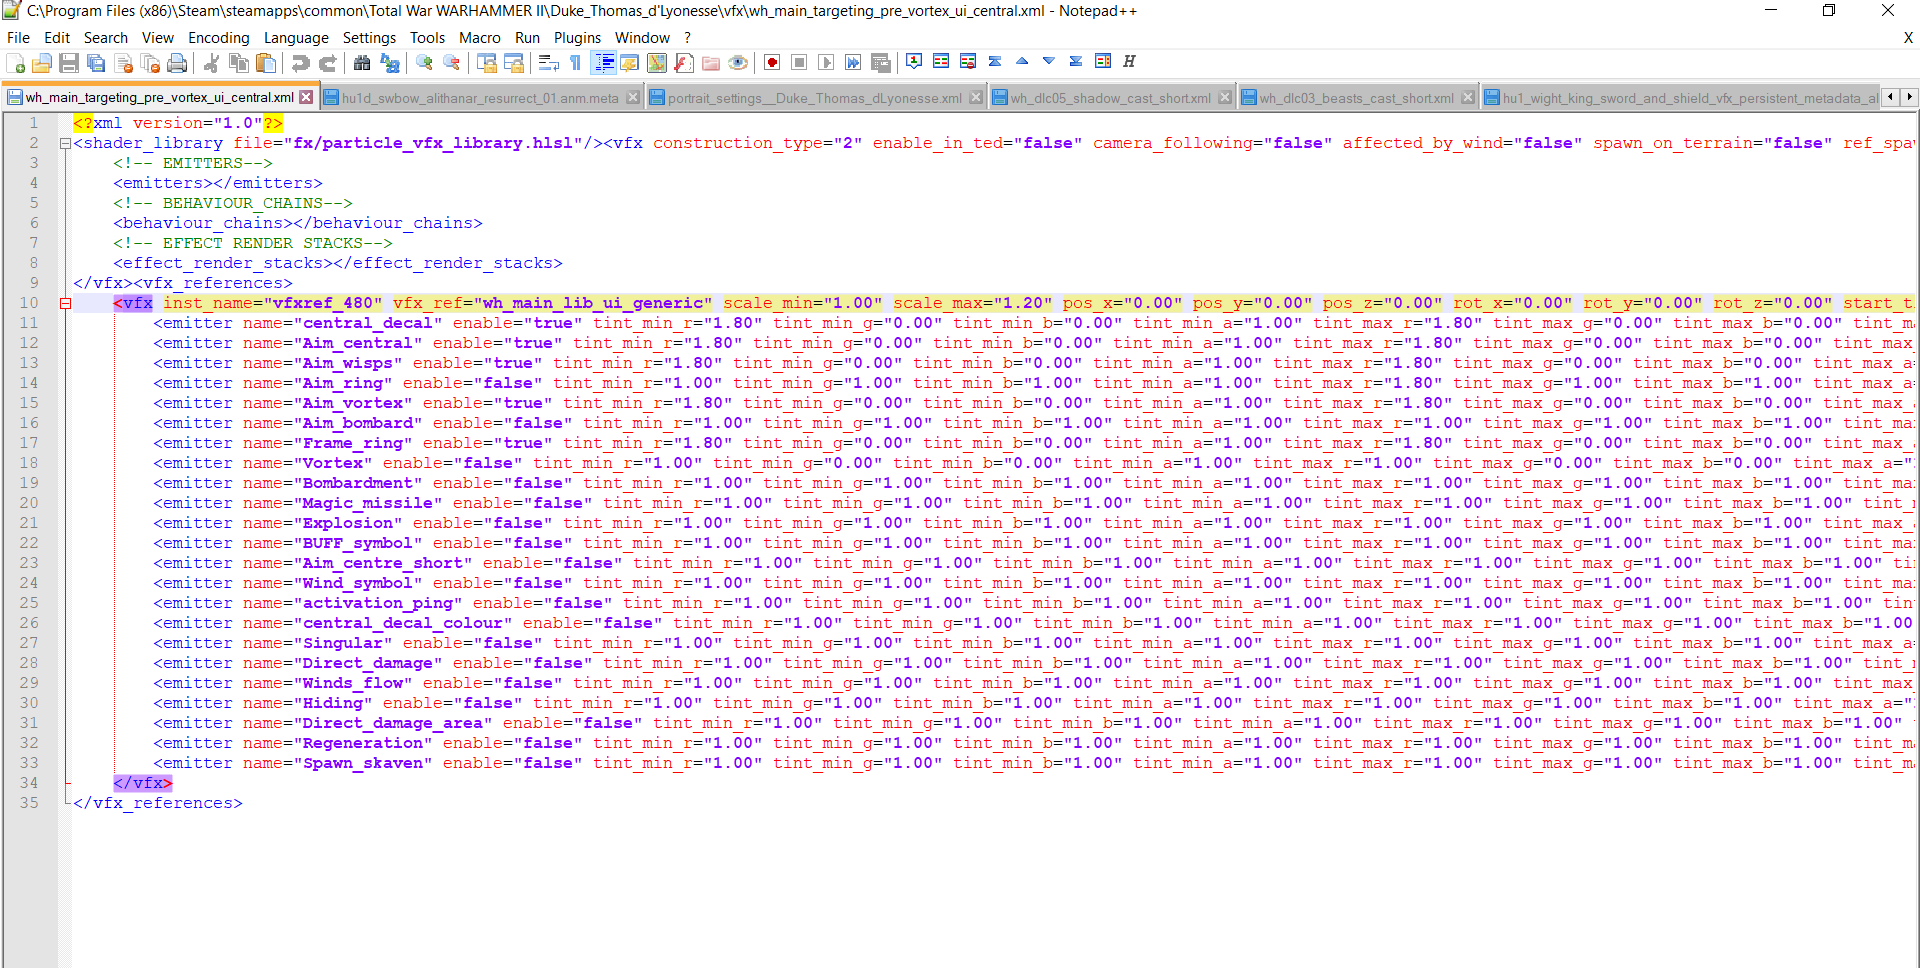 C:\Program Files (x86)\Steam\steamapps\common\Total War WARHAMMER II\Duke_Thomas_d'Lyonesse\vfx\wh_main_targeting_pre_vortex_ui_central.xml - Notepad++
File Edit Search View Encoding Language Settings Tools Macro Run Plugins Window ? X
wh_main_targeting_pre_vortex_ui_central.xml hu1d_swbow_alithanar_resurrect_01.anm.meta portrait_settings__Duke_Thomas_dLyonesse.xml wh_dlc05_shadow_cast_short.xml wh_dlc03_beasts_cast_short.xml hu1_wight_king_sword_and_shield_vfx_persistent_metadata_al
1 <?xml version="1.0"?>
2 <shader_library file="fx/particle_vfx_library.hlsl"/><vfx construction_type="2" enable_in_ted="false" camera_following="false" affected_by_wind="false" spawn_on_terrain="false" ref_spa
3 <!-- EMITTERS-->
4 <emitters></emitters>
5 <!-- BEHAVIOUR_CHAINS-->
6 <behaviour_chains></behaviour_chains>
7 <!-- EFFECT RENDER STACKS-->
8 <effect_render_stacks></effect_render_stacks>
9 </vfx><vfx_references>
10 <vfx inst_name="vfxref_480" vfx_ref="wh_main_lib_ui_generic" scale_min="1.00" scale_max="1.20" pos_x="0.00" pos_y="0.00" pos_z="0.00" rot_x="0.00" rot_y="0.00" rot_z="0.00" start_t
11 <emitter name="central_decal" enable="true" tint_min_r="1.80" tint_min_g="0.00" tint_min_b="0.00" tint_min_a="1.00" tint_max_r="1.80" tint_max_g="0.00" tint_max_b="0.00" tint_m
12 <emitter name="Aim_central" enable="true" tint_min_r="1.80" tint_min_g="0.00" tint_min_b="0.00" tint_min_a="1.00" tint_max_r="1.80" tint_max_g="0.00" tint_max_b="0.00" tint_max
13 <emitter name="Aim_wisps" enable="true" tint_min_r="1.80" tint_min_g="0.00" tint_min_b="0.00" tint_min_a="1.00" tint_max_r="1.80" tint_max_g="0.00" tint_max_b="0.00" tint_max_a
14 <emitter name="Aim_ring" enable="false" tint_min_r="1.00" tint_min_g="1.00" tint_min_b="1.00" tint_min_a="1.00" tint_max_r="1.80" tint_max_g="1.00" tint_max_b="1.00" tint_max_a
15 <emitter name="Aim_vortex" enable="true" tint_min_r="1.80" tint_min_g="0.00" tint_min_b="0.00" tint_min_a="1.00" tint_max_r="1.80" tint_max_g="0.00" tint_max_b="0.00" tint_max_
16 <emitter name="Aim_bombard" enable="false" tint_min_r="1.00" tint_min_g="1.00" tint_min_b="1.00" tint_min_a="1.00" tint_max_r="1.00" tint_max_g="1.00" tint_max_b="1.00" tint_ma
17 <emitter name="Frame_ring" enable="true" tint_min_r="1.80" tint_min_g="0.00" tint_min_b="0.00" tint_min_a="1.00" tint_max_r="1.80" tint_max_g="0.00" tint_max_b="0.00" tint_max_
18 <emitter name="Vortex" enable="false" tint_min_r="1.00" tint_min_g="0.00" tint_min_b="0.00" tint_min_a="1.00" tint_max_r="1.00" tint_max_g="0.00" tint_max_b="0.00" tint_max_a="
19 <emitter name="Bombardment" enable="false" tint_min_r="1.00" tint_min_g="1.00" tint_min_b="1.00" tint_min_a="1.00" tint_max_r="1.00" tint_max_g="1.00" tint_max_b="1.00" tint_ma
20 <emitter name="Magic_missile" enable="false" tint_min_r="1.00" tint_min_g="1.00" tint_min_b="1.00" tint_min_a="1.00" tint_max_r="1.00" tint_max_g="1.00" tint_max_b="1.00" tint_
21 <emitter name="Explosion" enable="false" tint_min_r="1.00" tint_min_g="1.00" tint_min_b="1.00" tint_min_a="1.00" tint_max_r="1.00" tint_max_g="1.00" tint_max_b="1.00" tint_max_
22 <emitter name="BUFF_symbol" enable="false" tint_min_r="1.00" tint_min_g="1.00" tint_min_b="1.00" tint_min_a="1.00" tint_max_r="1.00" tint_max_g="1.00" tint_max_b="1.00" tint_ma
23 <emitter name="Aim_centre_short" enable="false" tint_min_r="1.00" tint_min_g="1.00" tint_min_b="1.00" tint_min_a="1.00" tint_max_r="1.00" tint_max_g="1.00" tint_max_b="1.00" ti
24 <emitter name="Wind_symbol" enable="false" tint_min_r="1.00" tint_min_g="1.00" tint_min_b="1.00" tint_min_a="1.00" tint_max_r="1.00" tint_max_g="1.00" tint_max_b="1.00" tint_ma
25 <emitter name="activation_ping" enable="false" tint_min_r="1.00" tint_min_g="1.00" tint_min_b="1.00" tint_min_a="1.00" tint_max_r="1.00" tint_max_g="1.00" tint_max_b="1.00" tin
26 <emitter name="central_decal_colour" enable="false" tint_min_r="1.00" tint_min_g="1.00" tint_min_b="1.00" tint_min_a="1.00" tint_max_r="1.00" tint_max_g="1.00" tint_max_b="1.00
27 <emitter name="Singular" enable="false" tint_min_r="1.00" tint_min_g="1.00" tint_min_b="1.00" tint_min_a="1.00" tint_max_r="1.00" tint_max_g="1.00" tint_max_b="1.00" tint_max_a
28 <emitter name="Direct_damage" enable="false" tint_min_r="1.00" tint_min_g="1.00" tint_min_b="1.00" tint_min_a="1.00" tint_max_r="1.00" tint_max_g="1.00" tint_max_b="1.00" tint_
29 <emitter name="Winds_flow" enable="false" tint_min_r="1.00" tint_min_g="1.00" tint_min_b="1.00" tint_min_a="1.00" tint_max_r="1.00" tint_max_g="1.00" tint_max_b="1.00" tint_max
30 <emitter name="Hiding" enable="false" tint_min_r="1.00" tint_min_g="1.00" tint_min_b="1.00" tint_min_a="1.00" tint_max_r="1.00" tint_max_g="1.00" tint_max_b="1.00" tint_max_a="
31 <emitter name="Direct_damage_area" enable="false" tint_min_r="1.00" tint_min_g="1.00" tint_min_b="1.00" tint_min_a="1.00" tint_max_r="1.00" tint_max_g="1.00" tint_max_b="1.00"
32 <emitter name="Regeneration" enable="false" tint_min_r="1.00" tint_min_g="1.00" tint_min_b="1.00" tint_min_a="1.00" tint_max_r="1.00" tint_max_g="1.00" tint_max_b="1.00" tint_m
33 <emitter name="Spawn_skaven" enable="false" tint_min_r="1.00" tint_min_g="1.00" tint_min_b="1.00" tint_min_a="1.00" tint_max_r="1.00" tint_max_g="1.00" tint_max_b="1.00" tint_m
34 </vfx>
35 </vfx_references>